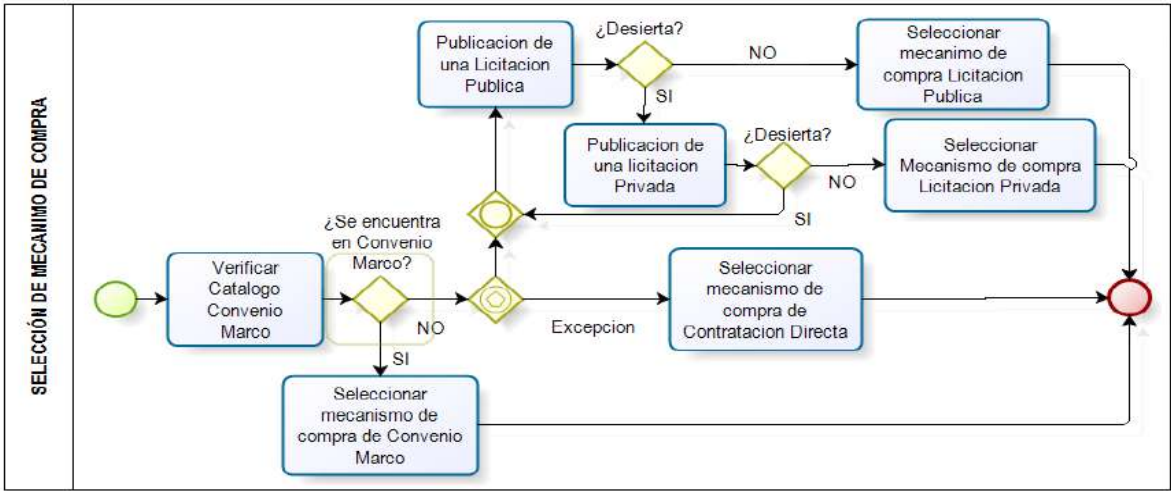 SELECCIÓN DE MECANIMO DE COMPRA
Publicacion de
una Licitacion
Publica
¿Desierta?
NO
SI
Seleccionar
mecanimo de
compra Licitacion
Publica
Publicacion de
una licitacion
Privada
¿Desierta?
NO
SI
Seleccionar
Mecanismo de compra
Licitacion Privada
Verificar
Catalogo
Convenio
Marco
¿Se encuentra
en Convenio
Marco?
NO
SI
Excepcion
Seleccionar
mecanismo de
compra de
Contratacion Directa
Seleccionar
mecanismo de
compra de Convenio
Marco